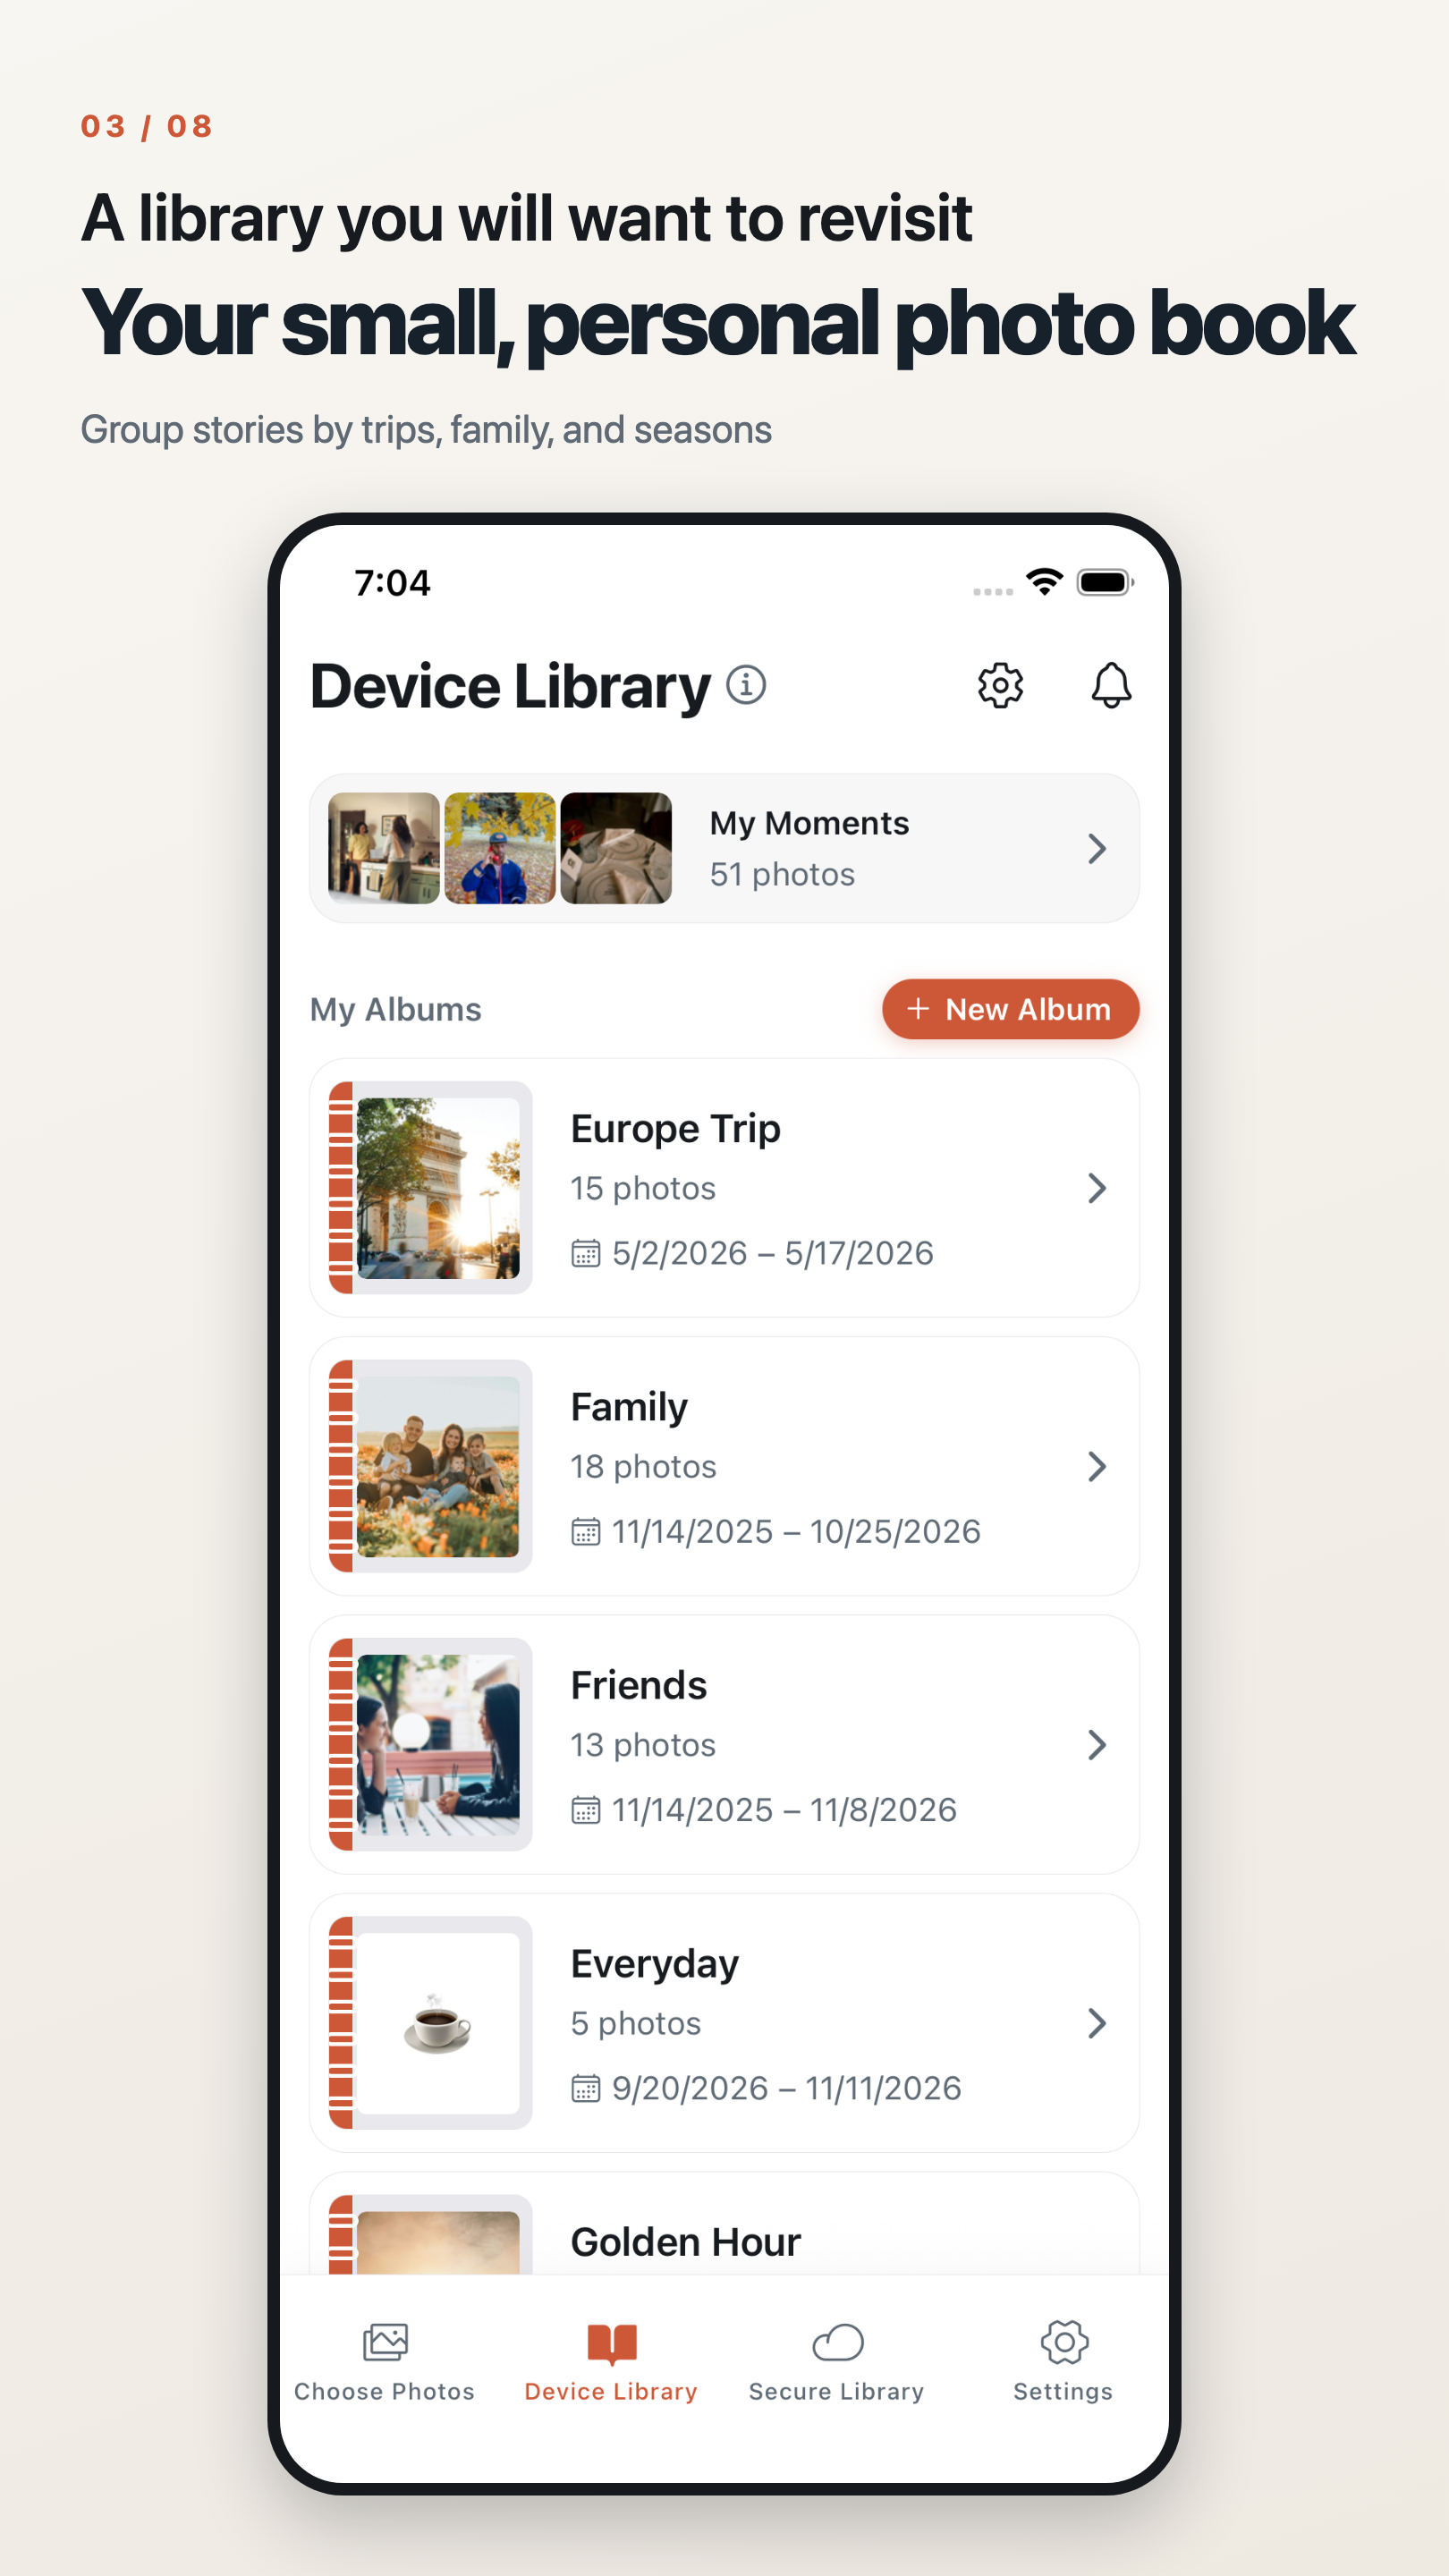 03 / 08
A library you will want to revisit
Your small, personal photo book
Group stories by trips, family, and seasons
7:04
Device Library
My Moments
51 photos
My Albums
+ New Album
Europe Trip
15 photos
5/2/2026 – 5/17/2026
Family
18 photos
11/14/2025 – 10/25/2026
Friends
13 photos
11/14/2025 – 11/8/2026
Everyday
5 photos
9/20/2026 – 11/11/2026
Golden Hour
Choose Photos
Device Library
Secure Library
Settings